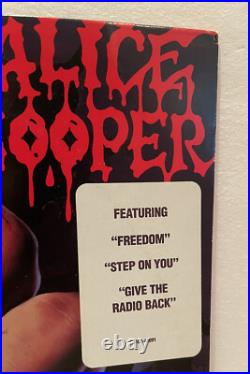 ALICE
COOPER
FEATURING
"FREEDOM"
"STEP ON YOU"
"GIVE THE
RADIO BACK"